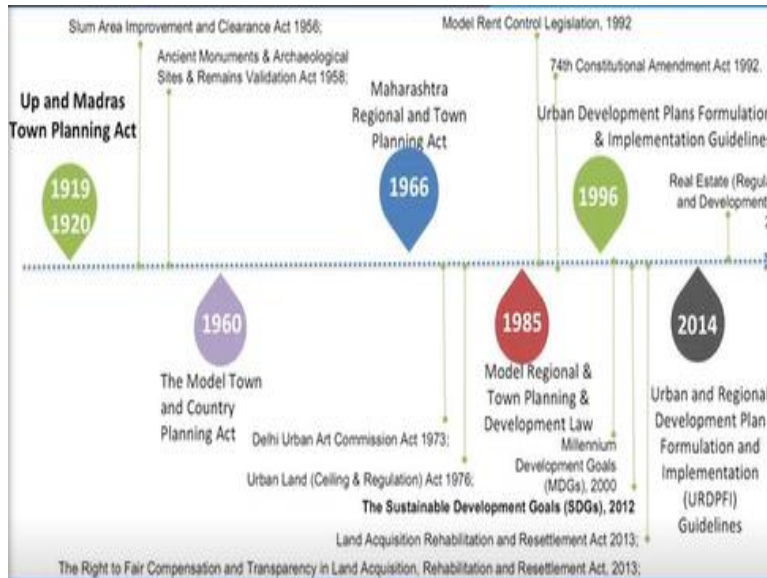 Slum Area Improvement and Clearance Act 1956;
Ancient Monuments & Archaeological
Sites & Remains Validation Act 1958;
Up and Madras
Town Planning Act
1919
1920
Maharashtra
Regional and Town
Planning Act
1966
Model Rent Control Legislation, 1992
74th Constitutional Amendment Act 1992.
Urban Development Plans Formulation
& Implementation Guidelines
1996
Real Estate (Regula
and Development
1960
The Model Town
and Country
Planning Act
1985
Model Regional &
Town Planning &
Development Law
2014
Urban and Regional
Development Plan
Formulation and
Implementation
(URDPFI)
Guidelines
Delhi Urban Art Commission Act 1973;
Urban Land (Ceiling & Regulation) Act 1976;
Millennium
Development Goals
(MDGs), 2000
The Sustainable Development Goals (SDGs), 2012
Land Acquisition Rehabilitation and Resettlement Act 2013;
The Right to Fair Compensation and Transparency in Land Acquisition, Rehabilitation and Resettlement Act, 2013;